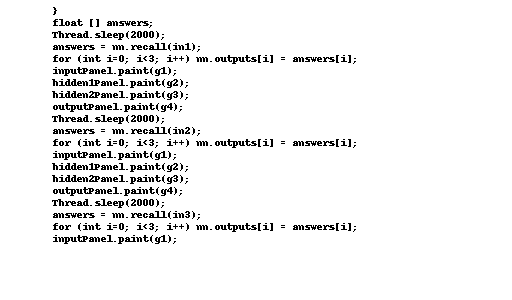 }
float [] answers;
Thread.sleep(2000);
answers = nn.recall(in1);
for (int i=0; i<3; i++) nn.outputs[i] = answers[i];
inputPanel.paint(g1);
hidden1Panel.paint(g2);
hidden2Panel.paint(g3);
outputPanel.paint(g4);
Thread.sleep(2000);
answers = nn.recall(in2);
for (int i=0; i<3; i++) nn.outputs[i] = answers[i];
inputPanel.paint(g1);
hidden1Panel.paint(g2);
hidden2Panel.paint(g3);
outputPanel.paint(g4);
Thread.sleep(2000);
answers = nn.recall(in3);
for (int i=0; i<3; i++) nn.outputs[i] = answers[i];
inputPanel.paint(g1);